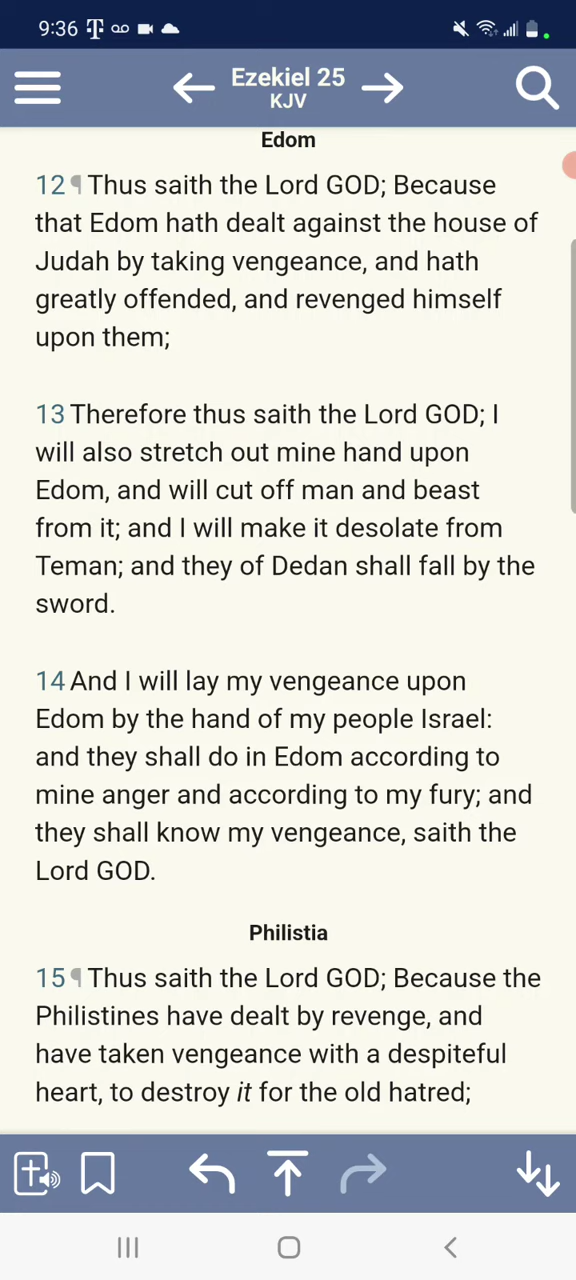 9:36
Ezekiel 25
KJV
Edom
12 ¶ Thus saith the Lord GOD; Because
that Edom hath dealt against the house of
Judah by taking vengeance, and hath
greatly offended, and revenged himself
upon them;
13 Therefore thus saith the Lord GOD; I
will also stretch out mine hand upon
Edom, and will cut off man and beast
from it; and I will make it desolate from
Teman; and they of Dedan shall fall by the
sword.
14 And I will lay my vengeance upon
Edom by the hand of my people Israel:
and they shall do in Edom according to
mine anger and according to my fury; and
they shall know my vengeance, saith the
Lord GOD.
Philistia
15 ¶ Thus saith the Lord GOD; Because the
Philistines have dealt by revenge, and
have taken vengeance with a despiteful
heart, to destroy it for the old hatred;